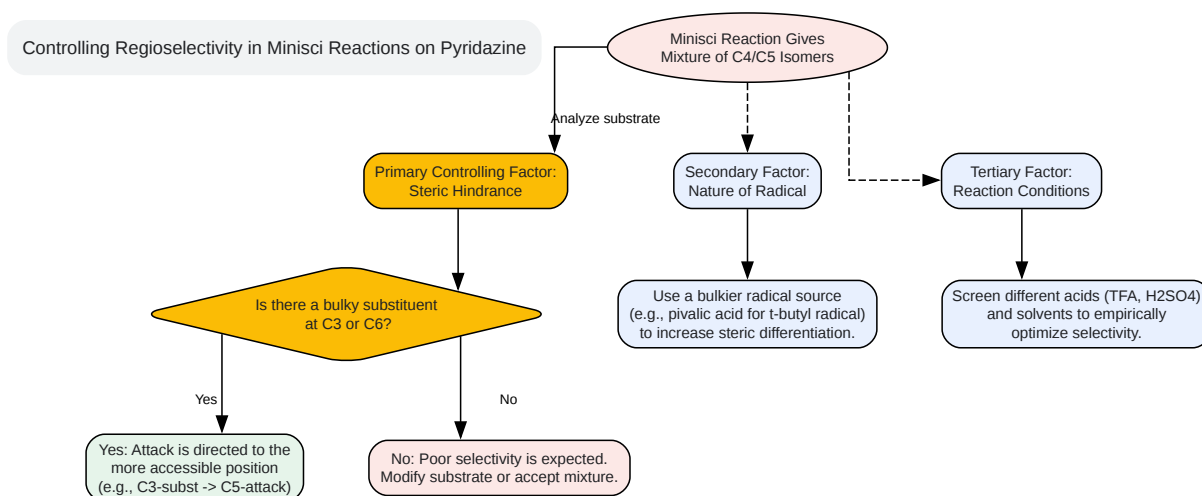 Controlling Regioselectivity in Minisci Reactions on Pyridazine
Minisci Reaction Gives
Mixture of C4/C5 Isomers
Analyze substrate
Primary Controlling Factor:
Steric Hindrance
Secondary Factor:
Nature of Radical
Tertiary Factor:
Reaction Conditions
Is there a bulky substituent
at C3 or C6?
Use a bulkier radical source
(e.g., pivalic acid for t-butyl radical)
to increase steric differentiation.
Screen different acids (TFA, H2SO4)
and solvents to empirically
optimize selectivity.
Yes
No
Yes: Attack is directed to the
more accessible position
(e.g., C3-subst -> C5-attack)
No: Poor selectivity is expected.
Modify substrate or accept mixture.